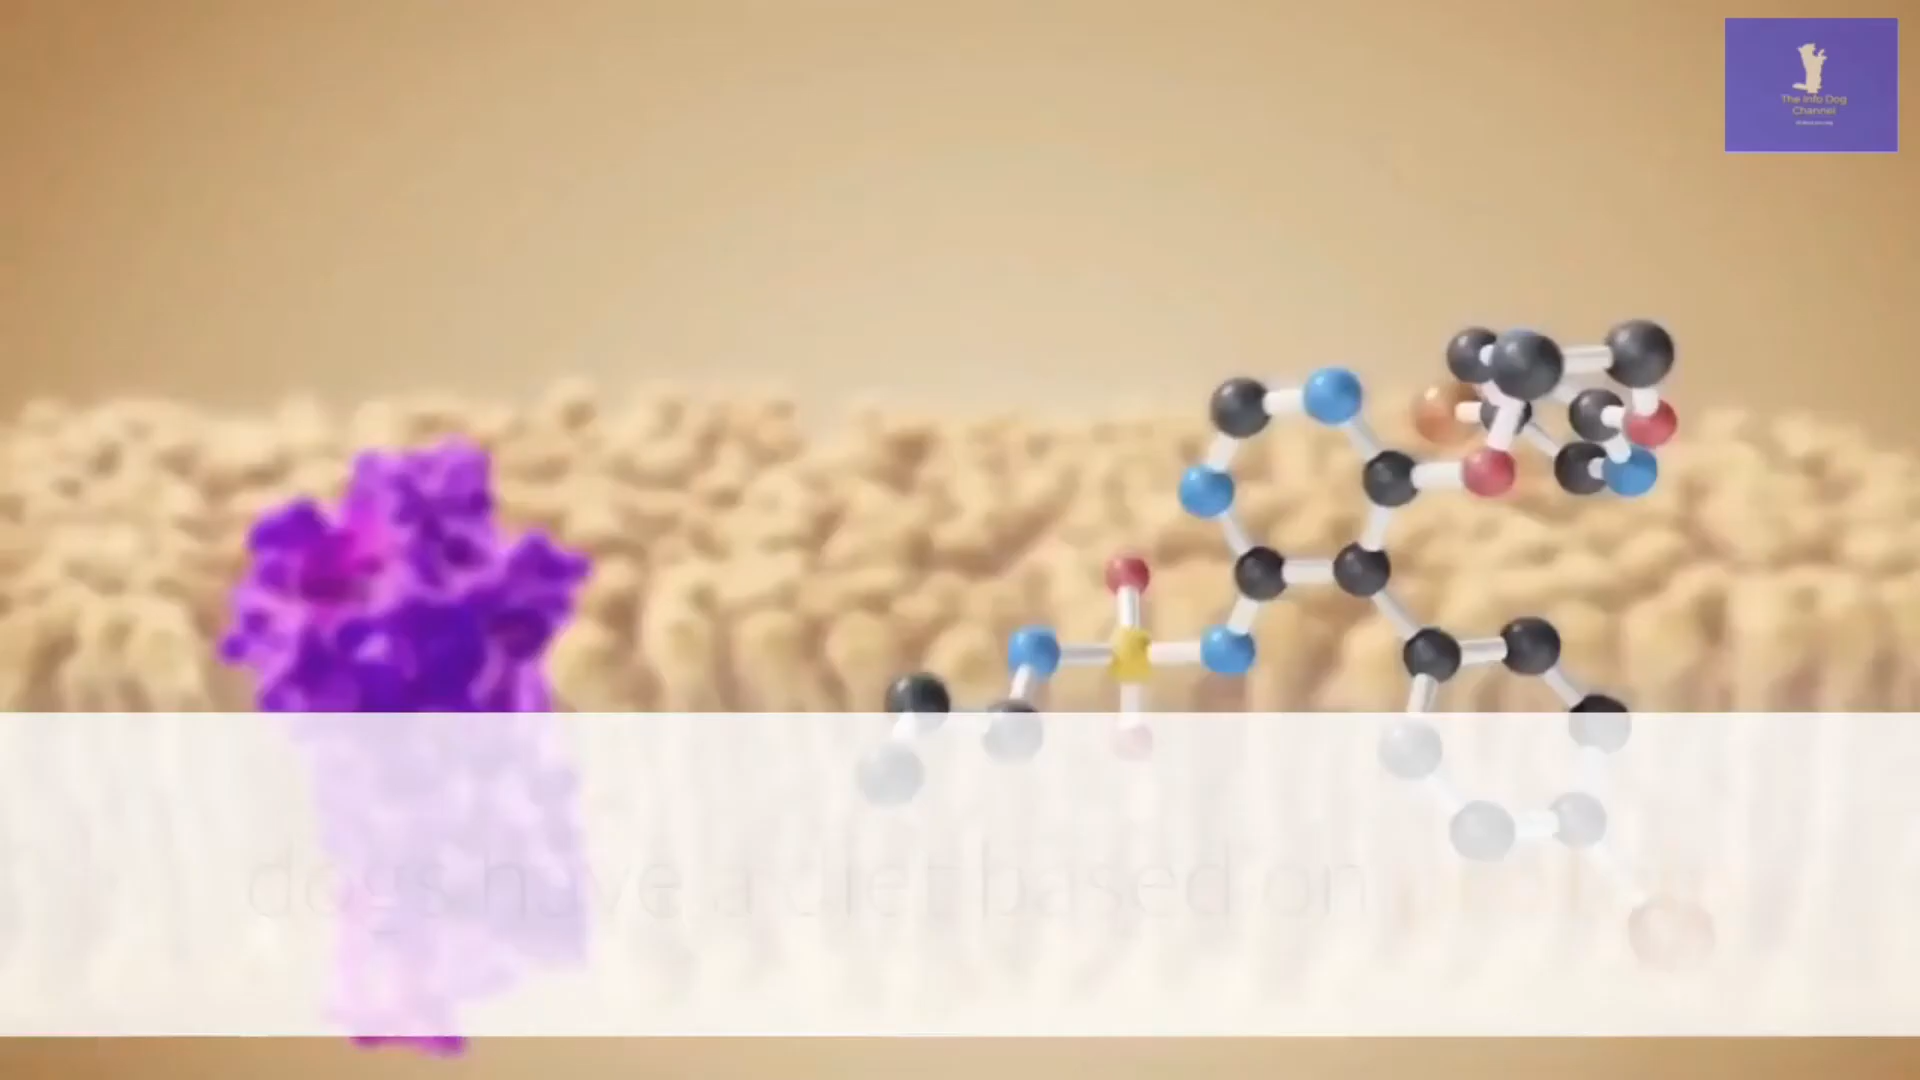 The Info Dog
Channel
dogs have a diet based on